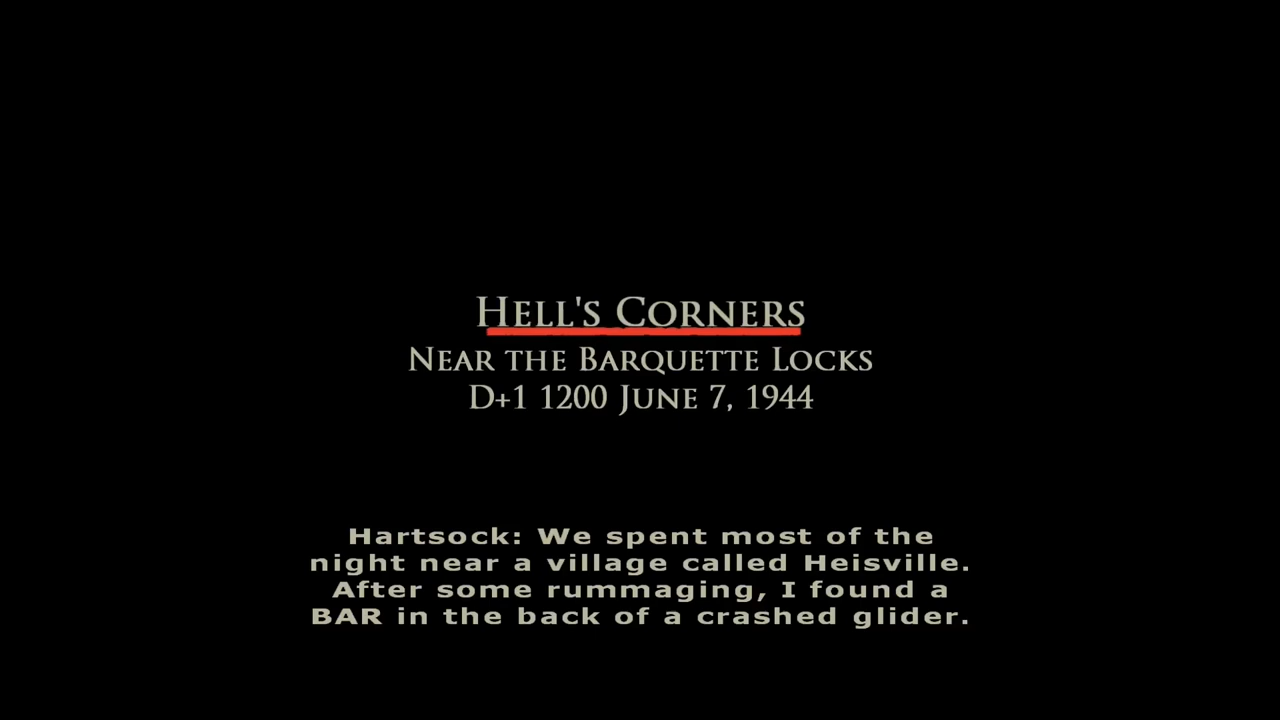 Hell's Corners
Near the Barquette Locks
D+1 1200 June 7, 1944
Hartsock: We spent most of the
night near a village called Heisville.
After some rummaging, I found a
BAR in the back of a crashed glider.